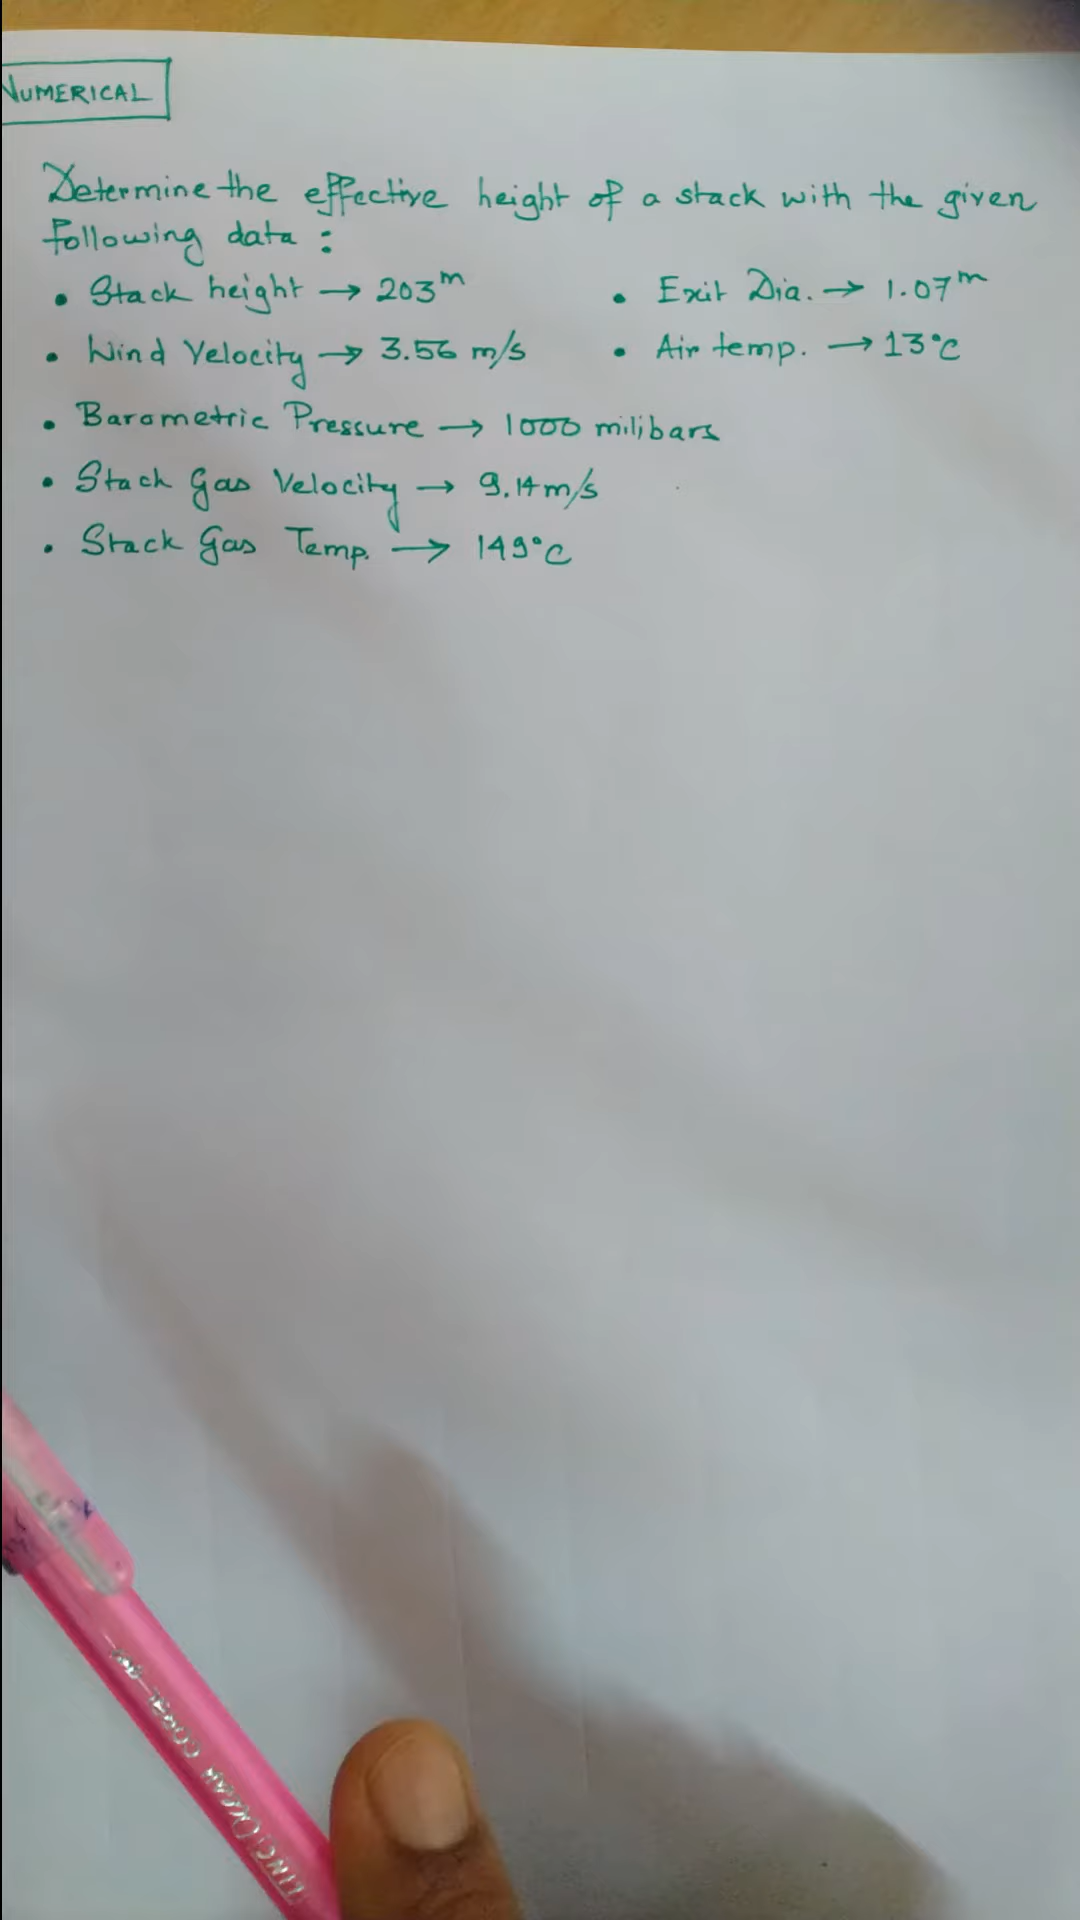 NUMERICAL
Determine the effective height of a stack with the given
following data :
• Stack height → 203m • Exit Dia. → 1.07m
• Wind Velocity → 3.56 m/s • Air temp. → 13°C
• Barometric Pressure → 1000 milibars
• Stack Gas Velocity → 9.14 m/s
• Stack Gas Temp. → 149°C
LINC Ocean